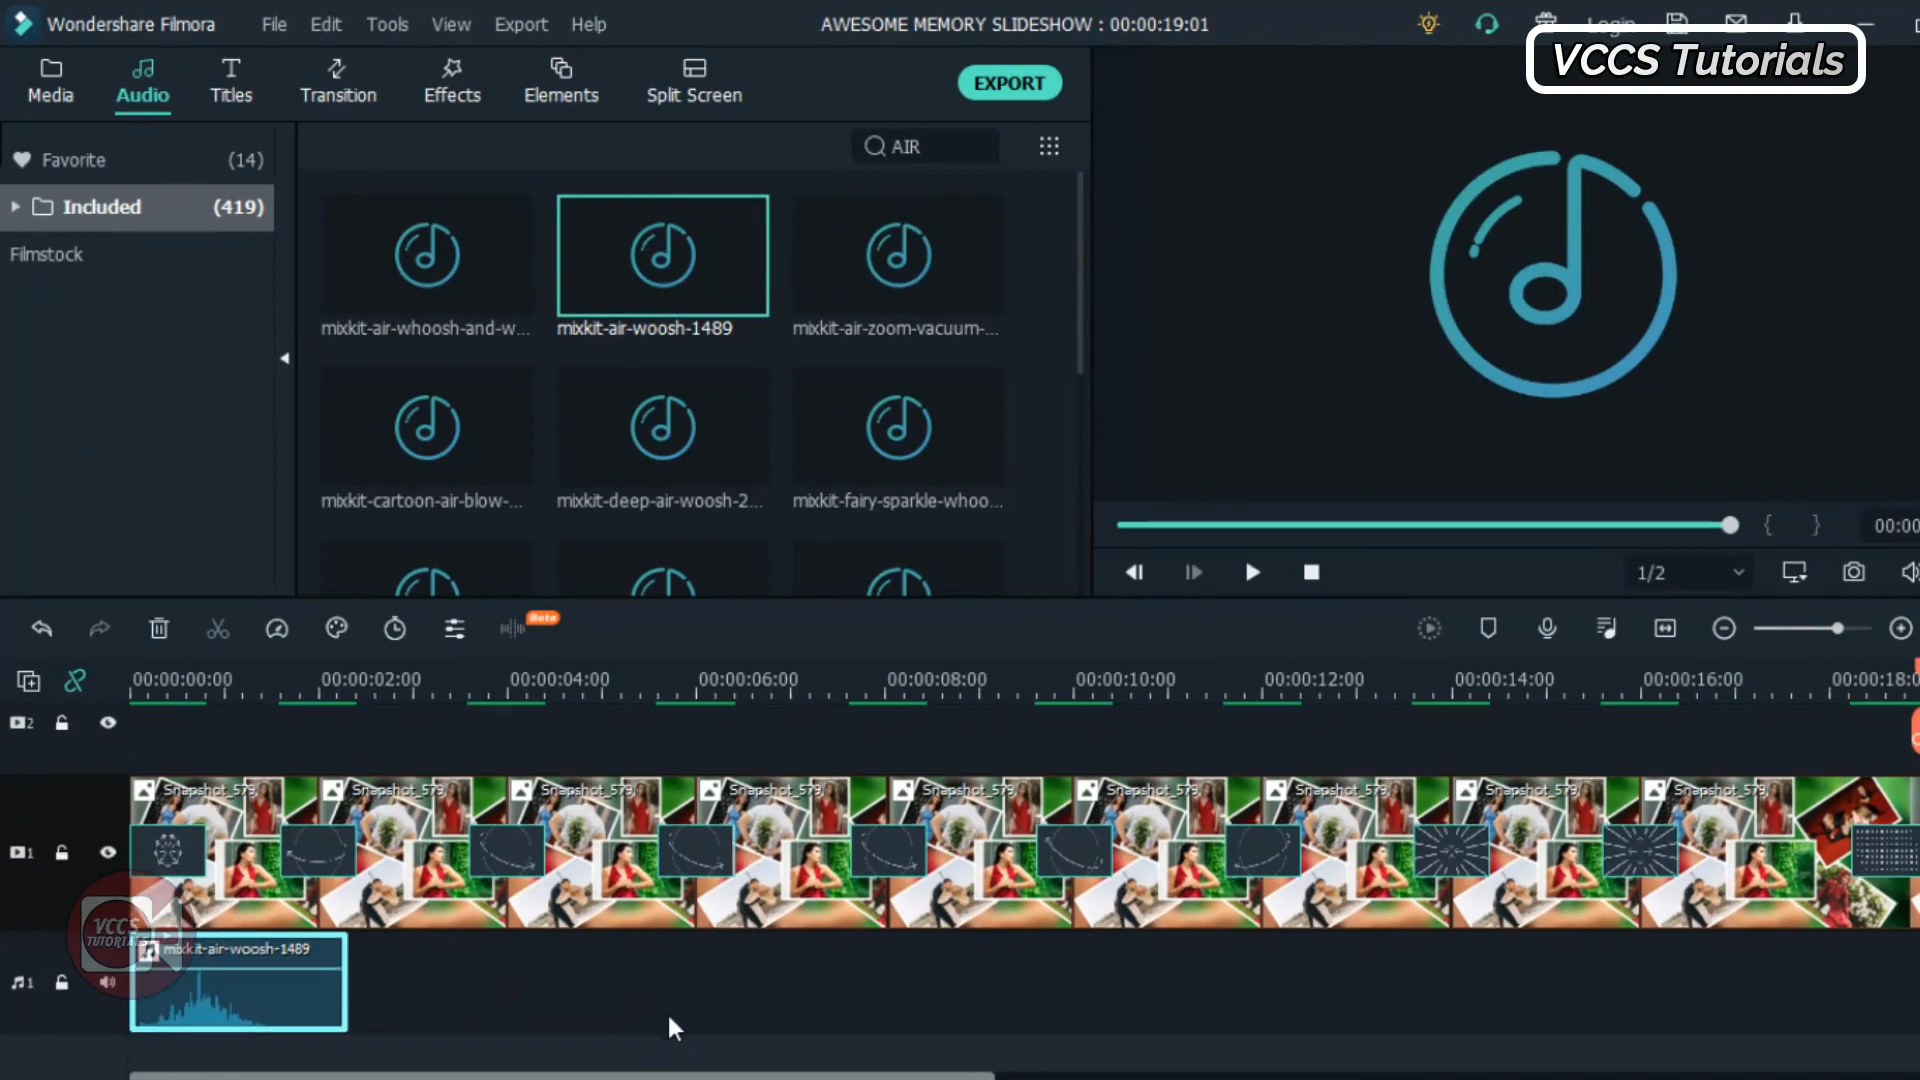 Wondershare Filmora File Edit Tools View Export Help AWESOME MEMORY SLIDESHOW : 00:00:19:01 Login
VCCS Tutorials
Media Audio Titles Transition Effects Elements Split Screen EXPORT
Favorite (14)
AIR
Included (419)
Filmstock
mixkit-air-whoosh-and-w... mixkit-air-woosh-1489 mixkit-air-zoom-vacuum-...
mixkit-cartoon-air-blow-... mixkit-deep-air-woosh-2... mixkit-fairy-sparkle-whoo...
{ } 00:00
1/2
Beta
00:00:00:00 00:00:02:00 00:00:04:00 00:00:06:00 00:00:08:00 00:00:10:00 00:00:12:00 00:00:14:00 00:00:16:00 00:00:18:0
2
Snapshot_579 Snapshot_579 Snapshot_579 Snapshot_579 Snapshot_579 Snapshot_579 Snapshot_579 Snapshot_579 Snapshot_579
1
VCCS
TUTORIALS
mixkit-air-woosh-1489
1